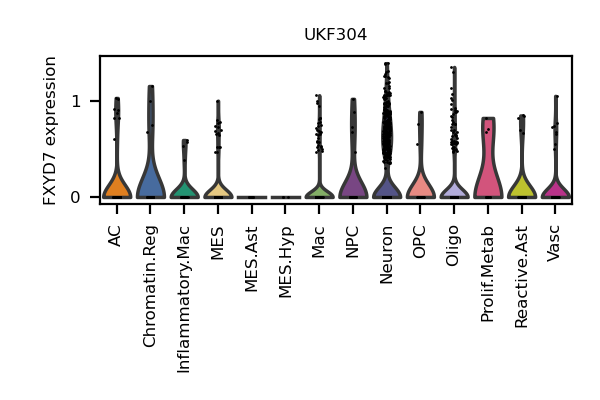 UKF304
FXYD7 expression
1
0
AC
Chromatin.Reg
Inflammatory.Mac
MES
MES.Ast
MES.Hyp
Mac
NPC
Neuron
OPC
Oligo
Prolif.Metab
Reactive.Ast
Vasc